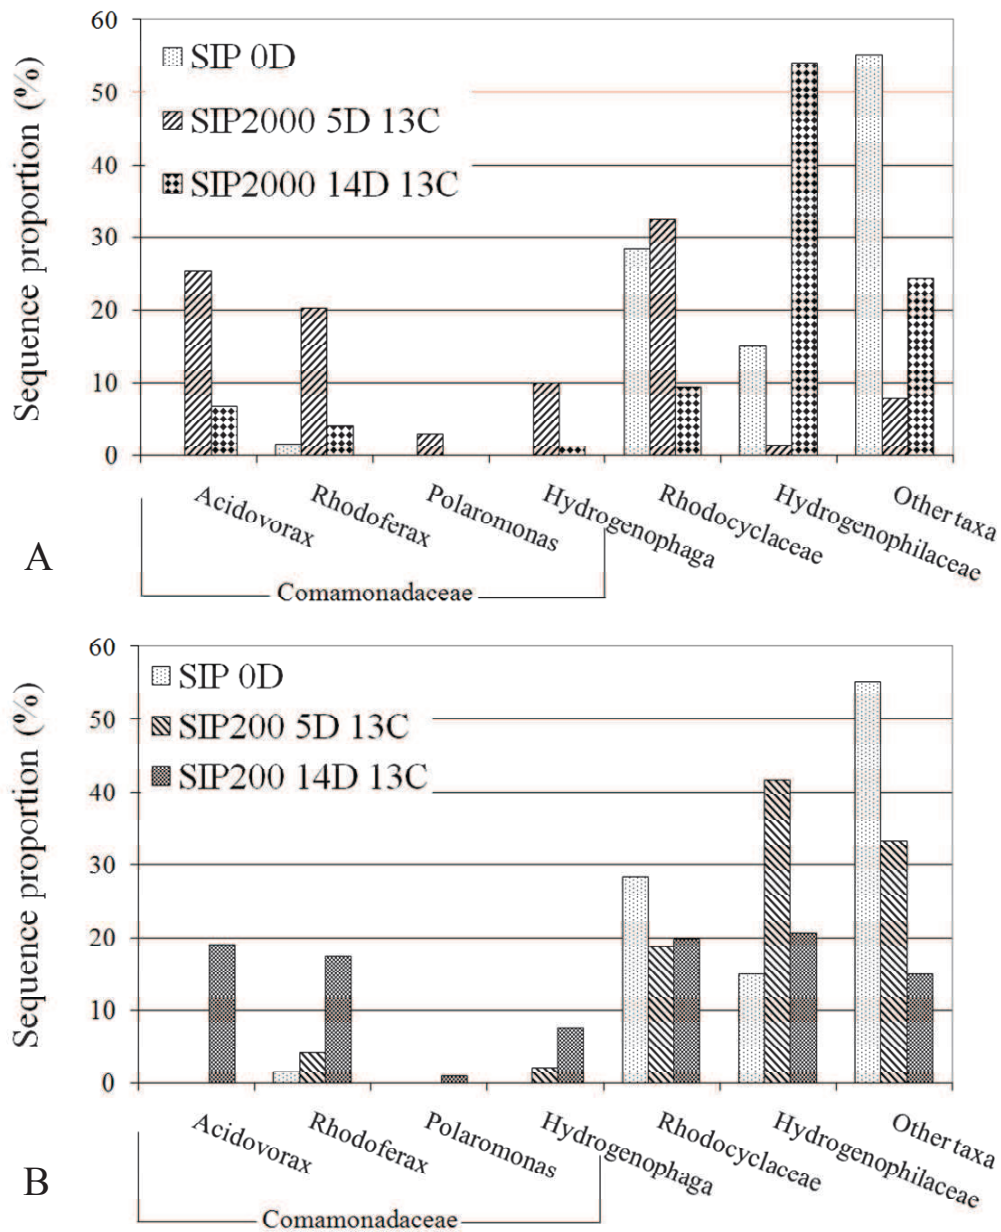 Sequence proportion (%)
60
50
40
30
20
10
0
SIP 0D
SIP2000 5D 13C
SIP2000 14D 13C
Acidovorax
Rhodoferax
Polaromonas
Hydrogenophaga
Rhodocyclaceae
Hydrogenophilaceae
Other taxa
Comamonadaceae
A
Sequence proportion (%)
60
50
40
30
20
10
0
SIP 0D
SIP200 5D 13C
SIP200 14D 13C
Acidovorax
Rhodoferax
Polaromonas
Hydrogenophaga
Rhodocyclaceae
Hydrogenophilaceae
Other taxa
Comamonadaceae
B